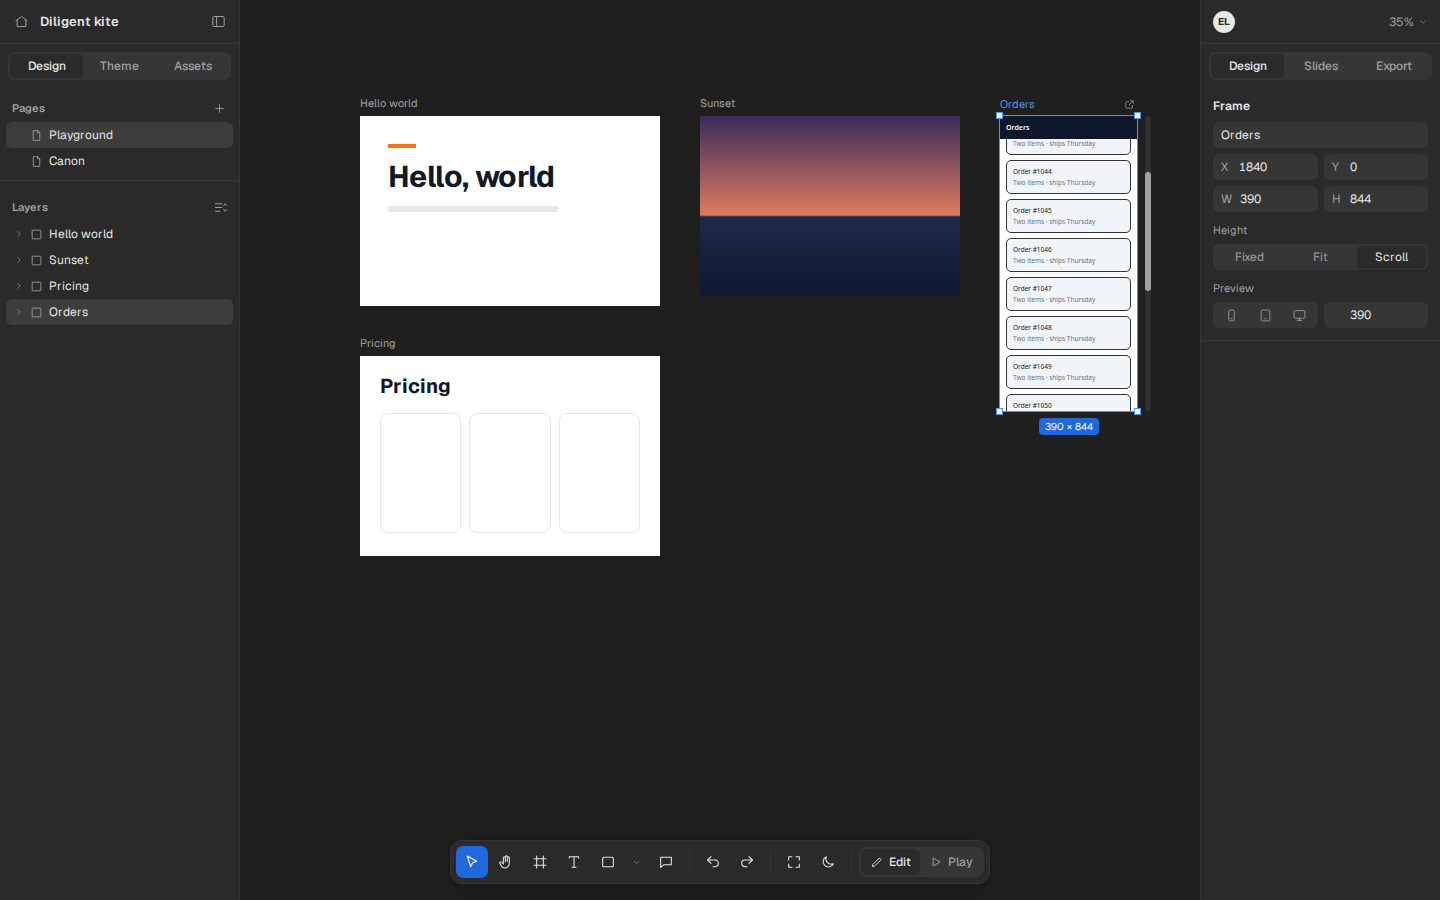 Diligent kite
Design
Theme
Assets
Pages
Playground
Canon
Layers
Hello world
Sunset
Pricing
Orders
Hello world
Hello, world
Sunset
Orders
Orders
Two items · ships Thursday
Order #1044
Two items · ships Thursday
Order #1045
Two items · ships Thursday
Order #1046
Two items · ships Thursday
Order #1047
Two items · ships Thursday
Order #1048
Two items · ships Thursday
Order #1049
Two items · ships Thursday
Order #1050
390 × 844
Pricing
Pricing
Edit
Play
EL
35%
Design
Slides
Export
Frame
Orders
X 1840
Y 0
W 390
H 844
Height
Fixed
Fit
Scroll
Preview
390